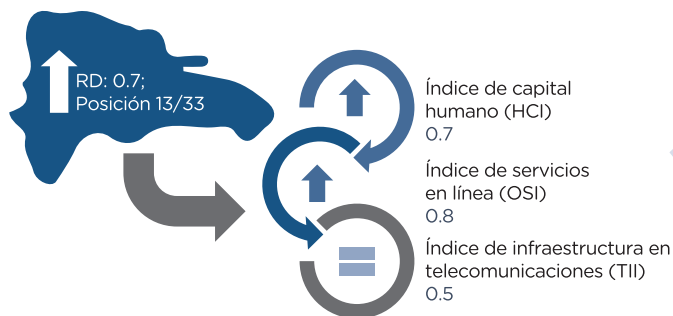 RD: 0.7;
Posición 13/33
Índice de capital
humano (HCI)
0.7
Índice de servicios
en línea (OSI)
0.8
Índice de infraestructura en
telecomunicaciones (TII)
0.5